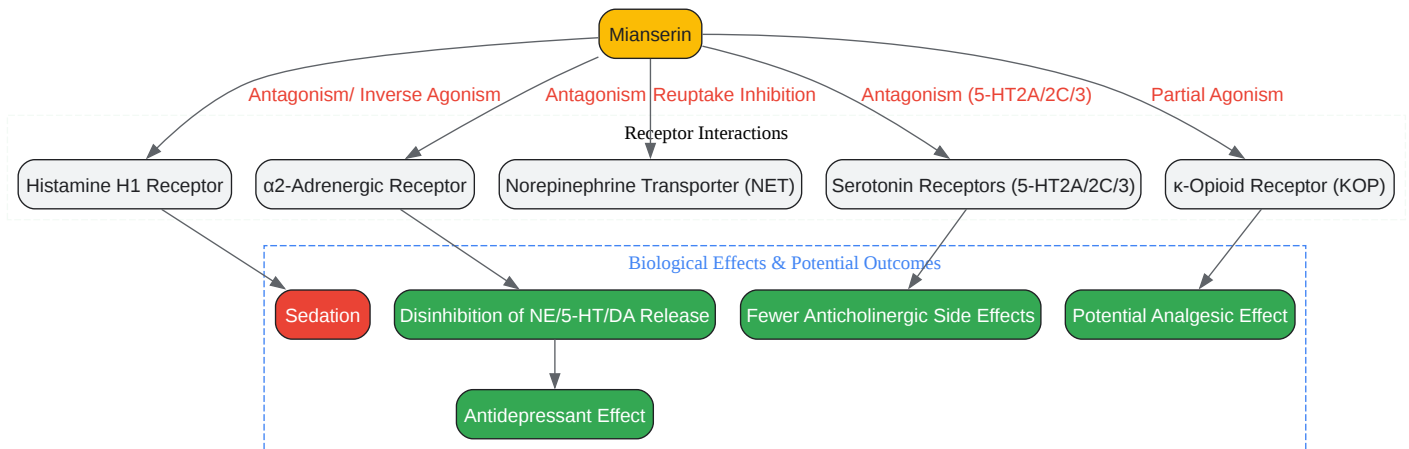 Mianserin
Antagonism/ Inverse Agonism
Antagonism
Reuptake Inhibition
Antagonism (5-HT2A/2C/3)
Partial Agonism
Receptor Interactions
Histamine H1 Receptor
α2-Adrenergic Receptor
Norepinephrine Transporter (NET)
Serotonin Receptors (5-HT2A/2C/3)
κ-Opioid Receptor (KOP)
Biological Effects & Potential Outcomes
Sedation
Disinhibition of NE/5-HT/DA Release
Fewer Anticholinergic Side Effects
Potential Analgesic Effect
Antidepressant Effect